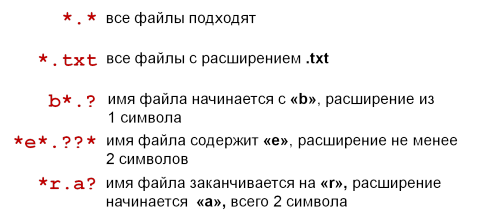 *.* все файлы подходят
*.txt все файлы с расширением .txt
b*.? имя файла начинается с «b», расширение из
1 символа
*e*.??* имя файла содержит «e», расширение не менее
2 символов
*r.a? имя файла заканчивается на «r», расширение
начинается «a», всего 2 символа